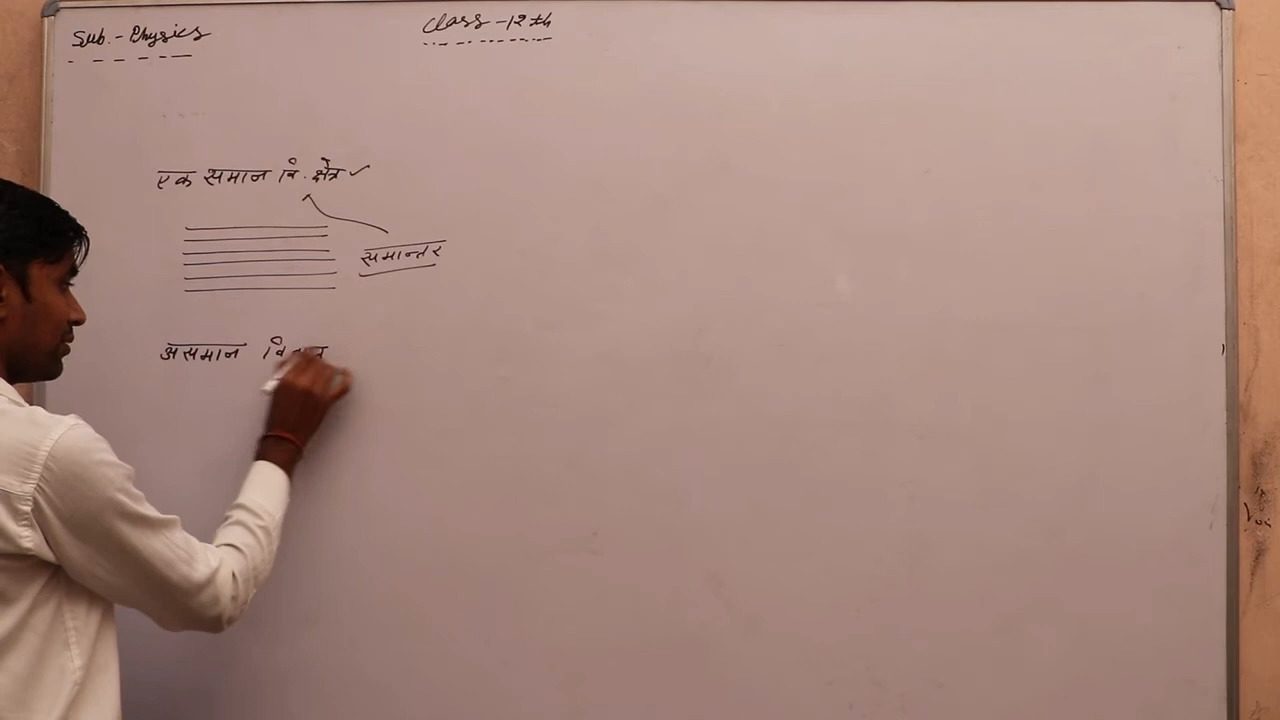 Sub. - Physics
Class - 12th
एक समान वि. क्षेत्र ✓
समान्तर
असमान